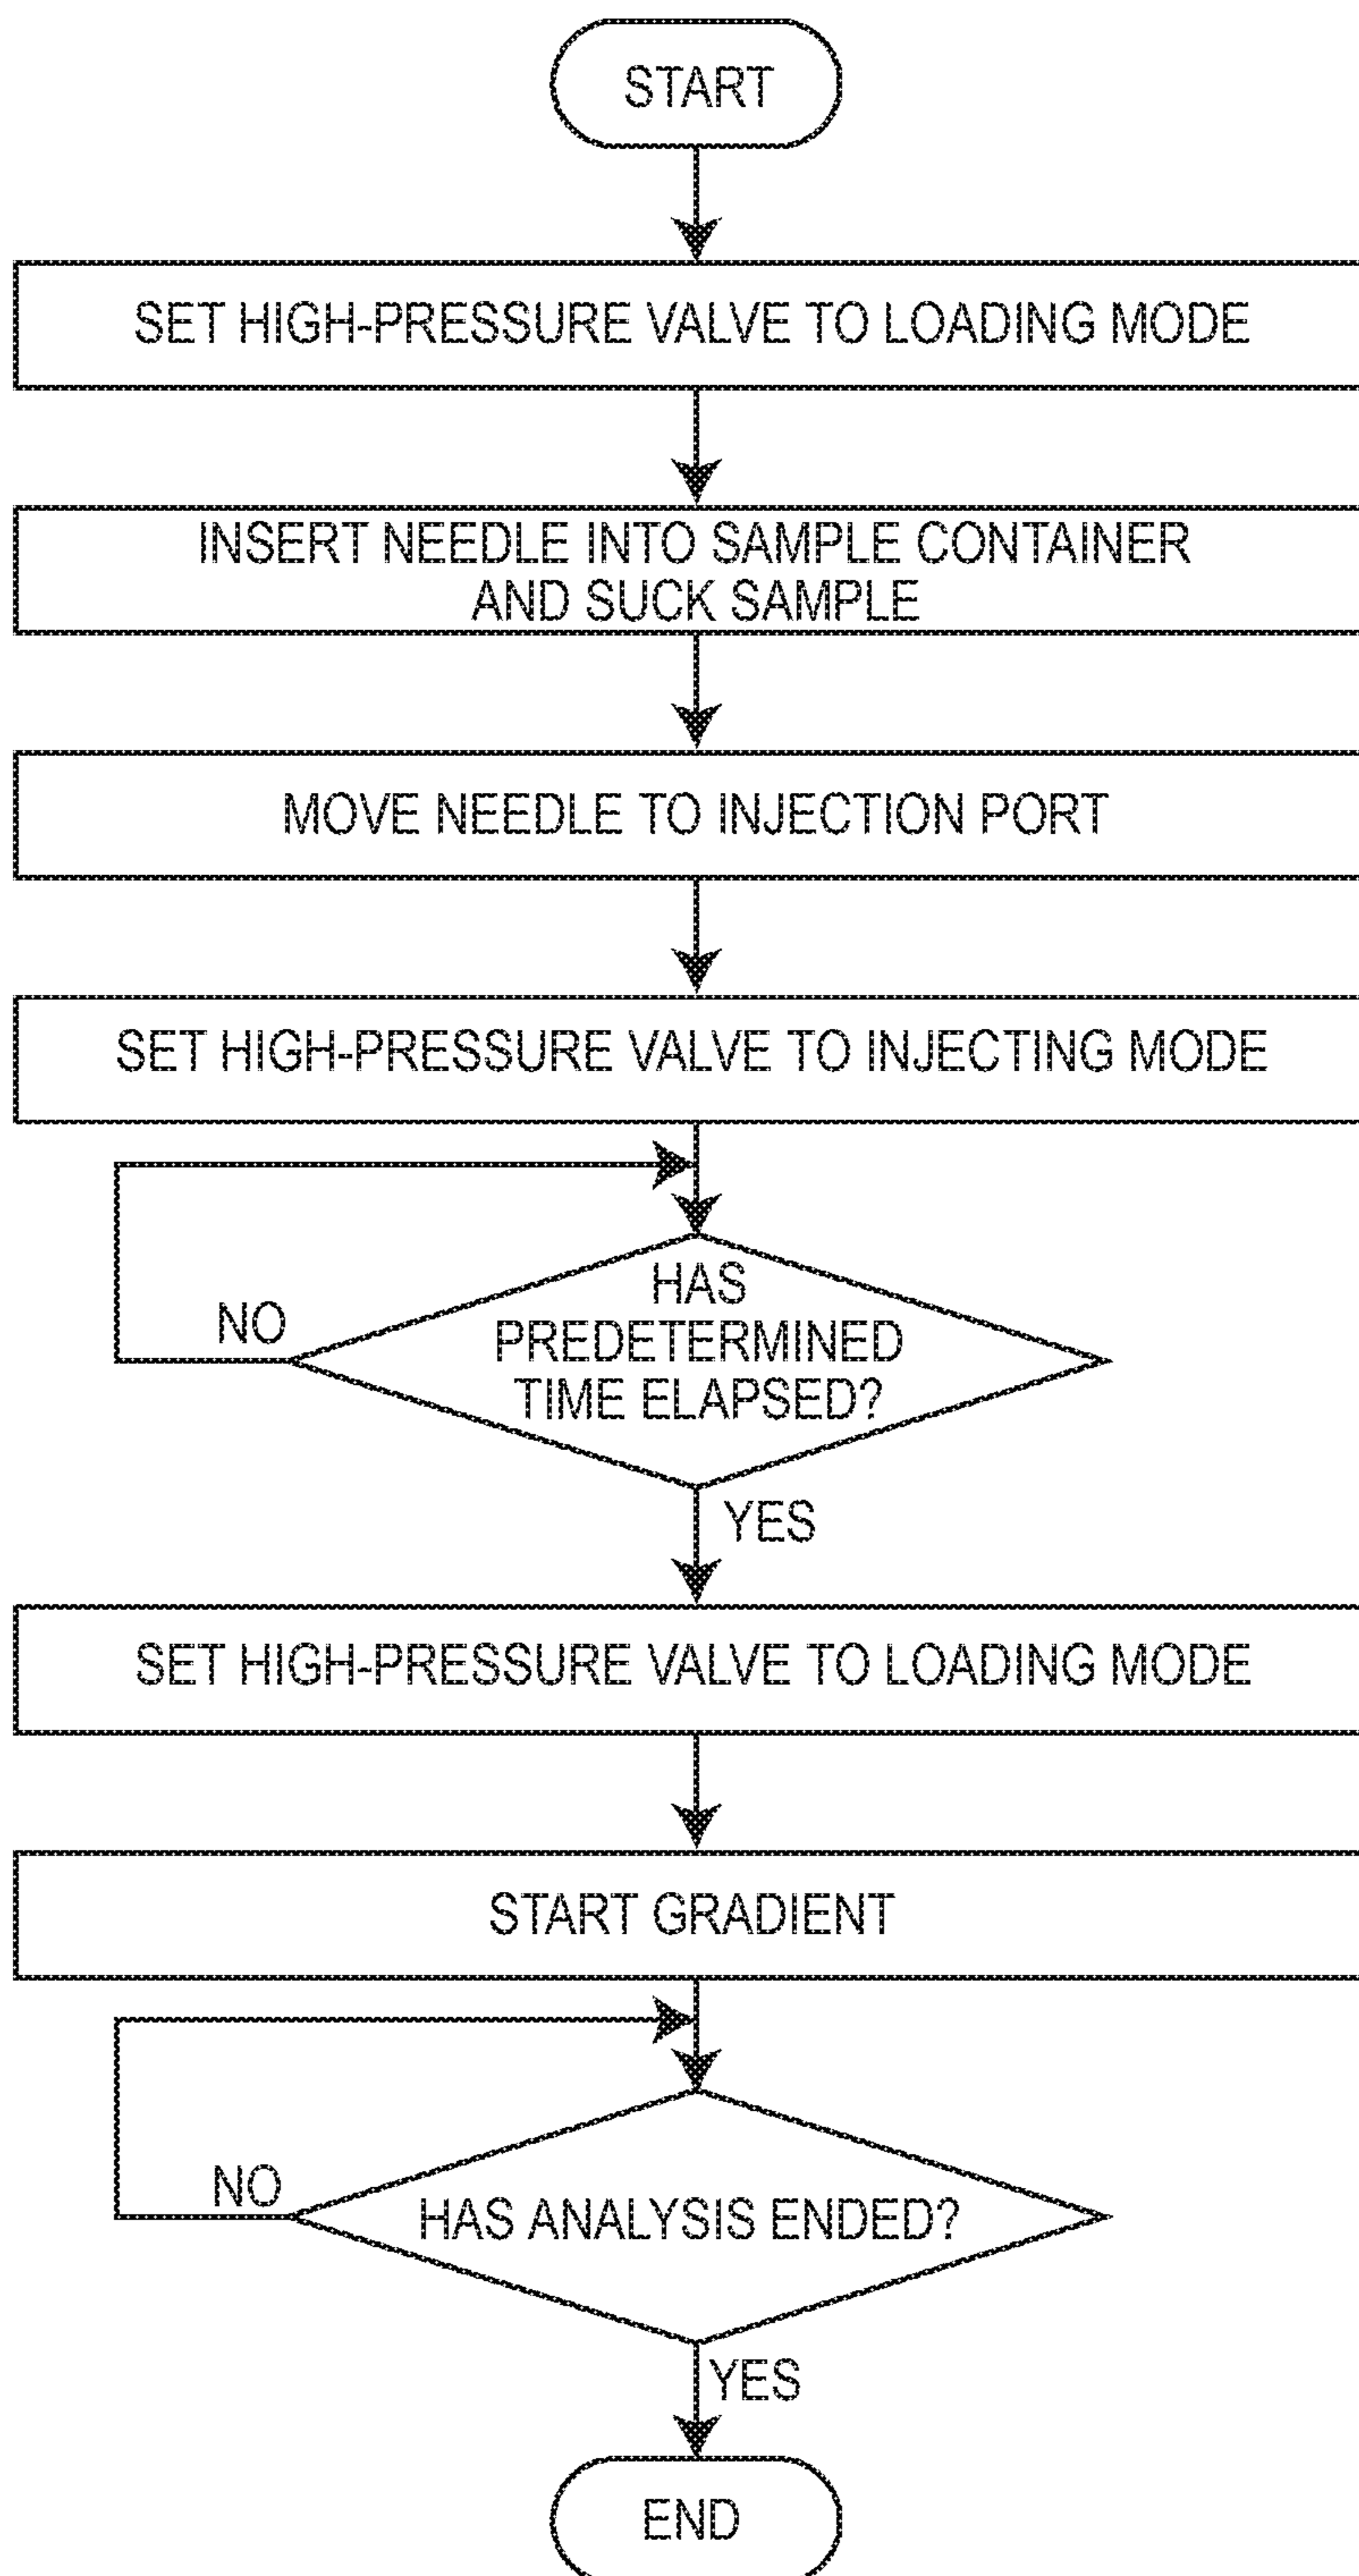 START
SET HIGH-PRESSURE VALVE TO LOADING MODE
INSERT NEEDLE INTO SAMPLE CONTAINER
AND SUCK SAMPLE
MOVE NEEDLE TO INJECTION PORT
SET HIGH-PRESSURE VALVE TO INJECTING MODE
HAS
PREDETERMINED
TIME ELAPSED?
NO
YES
SET HIGH-PRESSURE VALVE TO LOADING MODE
START GRADIENT
HAS ANALYSIS ENDED?
NO
YES
END